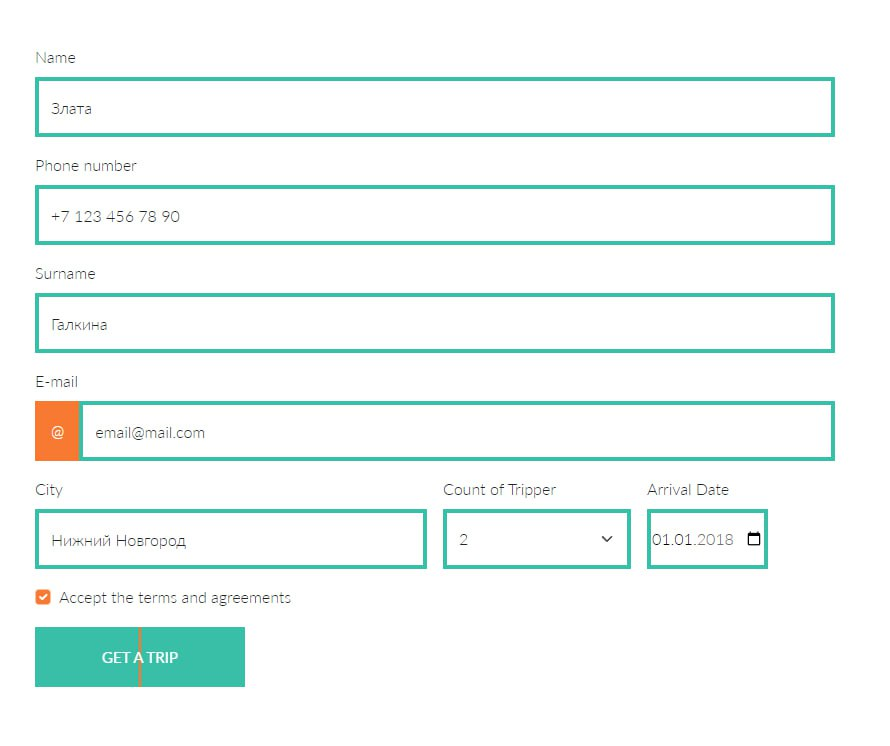 Name
Злата
Phone number
+7 123 456 78 90
Surname
Галкина
E-mail
@ email@mail.com
City Count of Tripper Arrival Date
Нижний Новгород 2 01.01.2018
Accept the terms and agreements
GET A TRIP